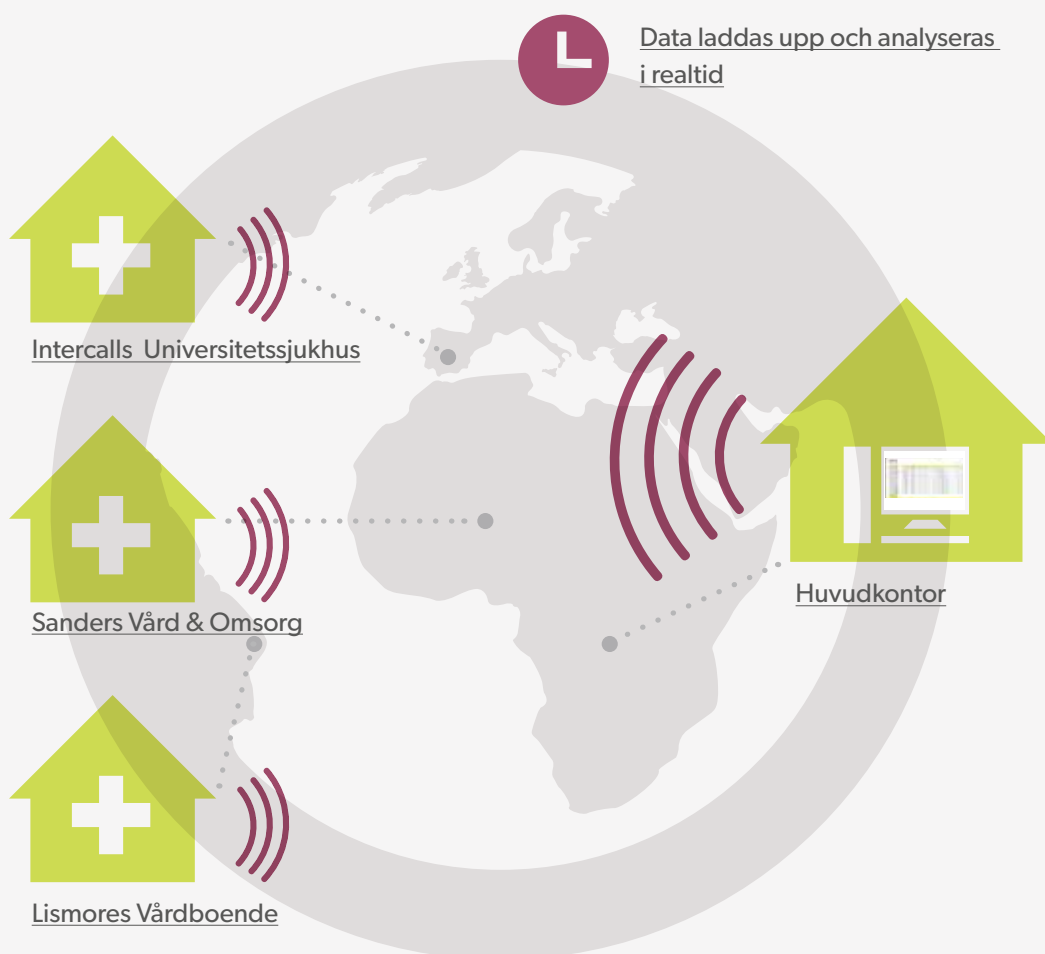 Data laddas upp och analyseras
i realtid
Intercalls Universitetssjukhus
Sanders Vård & Omsorg
Huvudkontor
Lismores Vårdboende